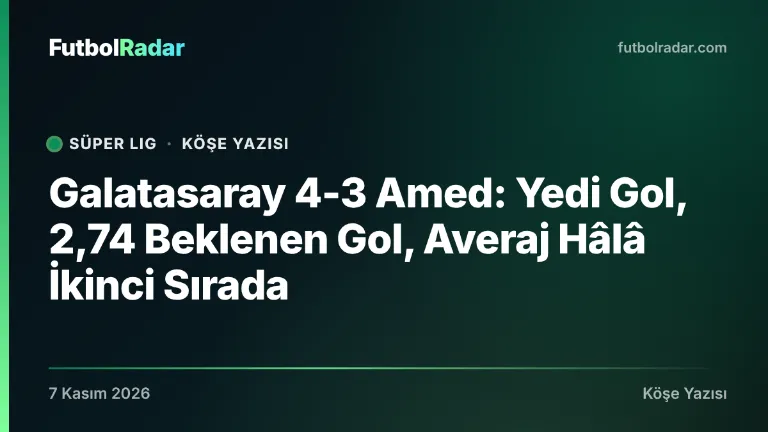 FutbolRadar
futbolradar.com
SÜPER LIG · KÖŞE YAZISI
Galatasaray 4-3 Amed: Yedi Gol,
2,74 Beklenen Gol, Averaj Hâlâ
İkinci Sırada
7 Kasım 2026
Köşe Yazısı